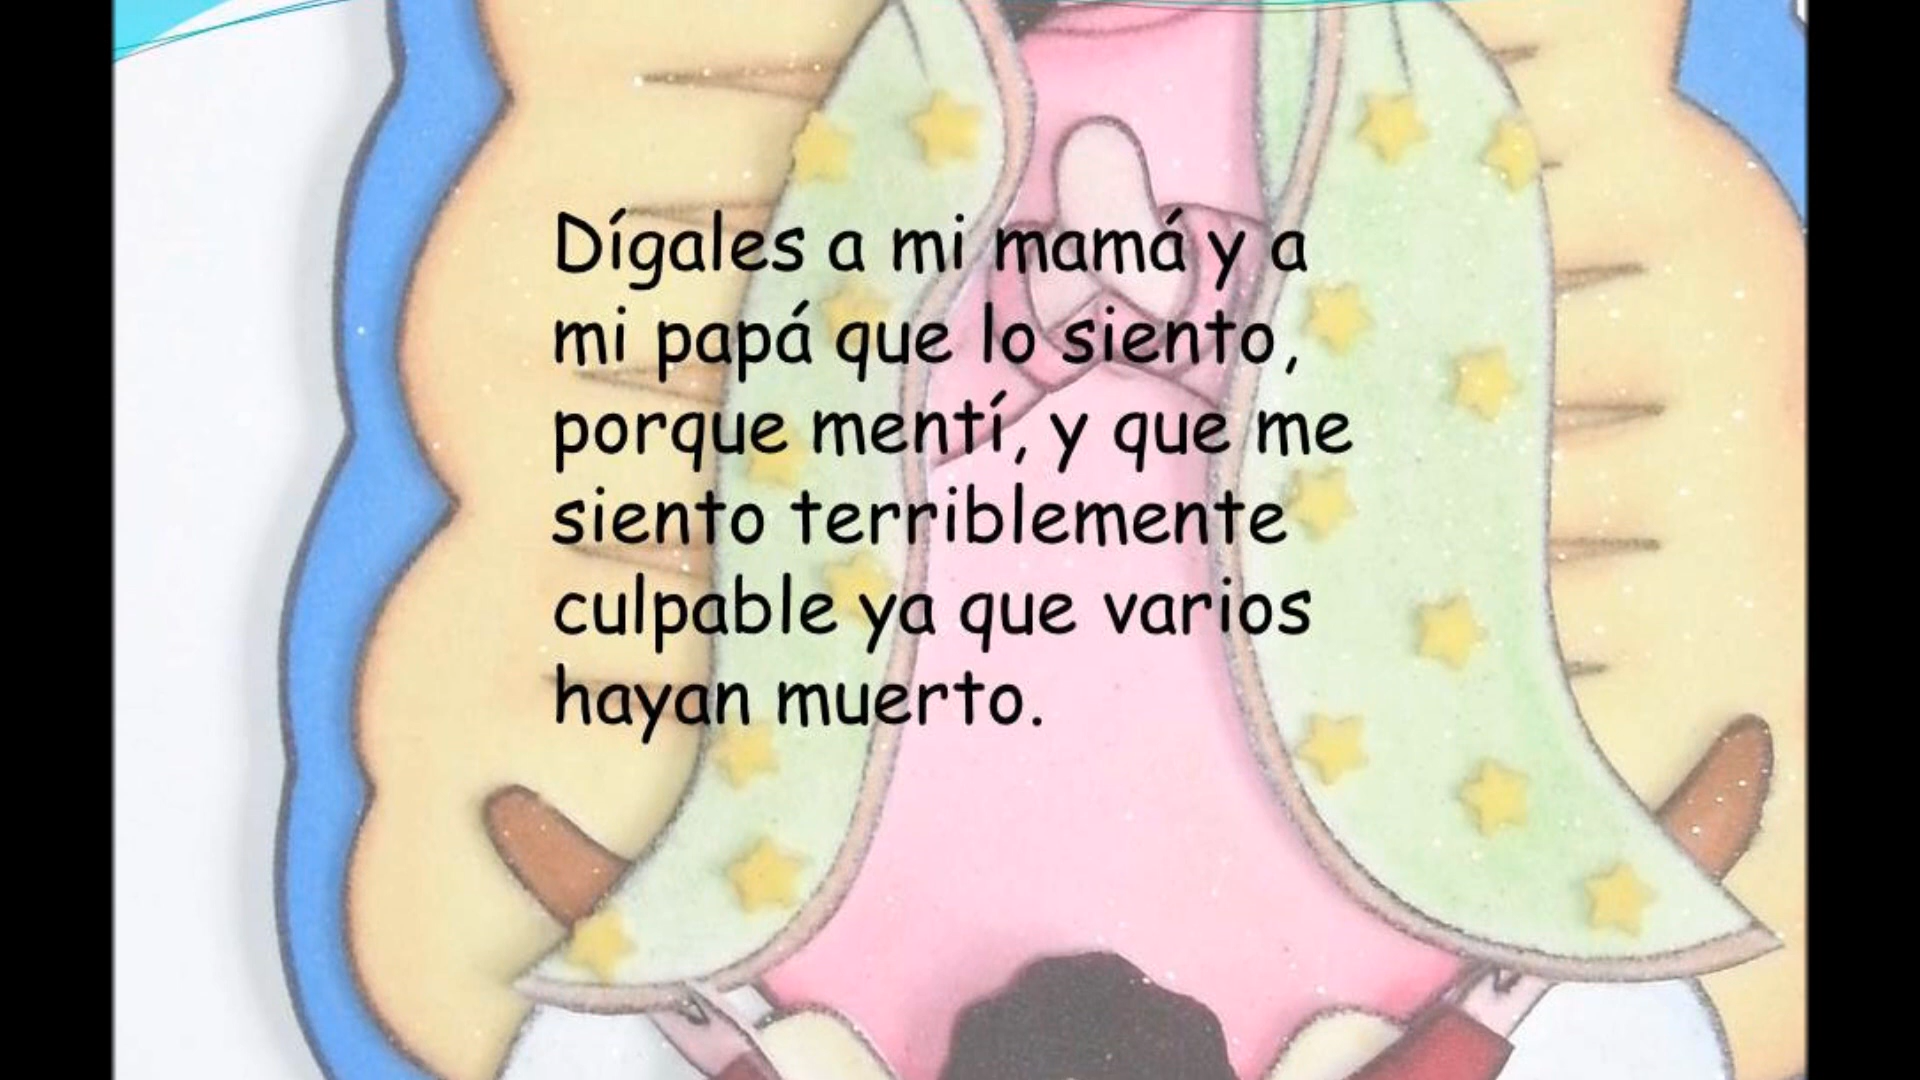 Dígales a mi mamá y a
mi papá que lo siento,
porque mentí, y que me
siento terriblemente
culpable ya que varios
hayan muerto.